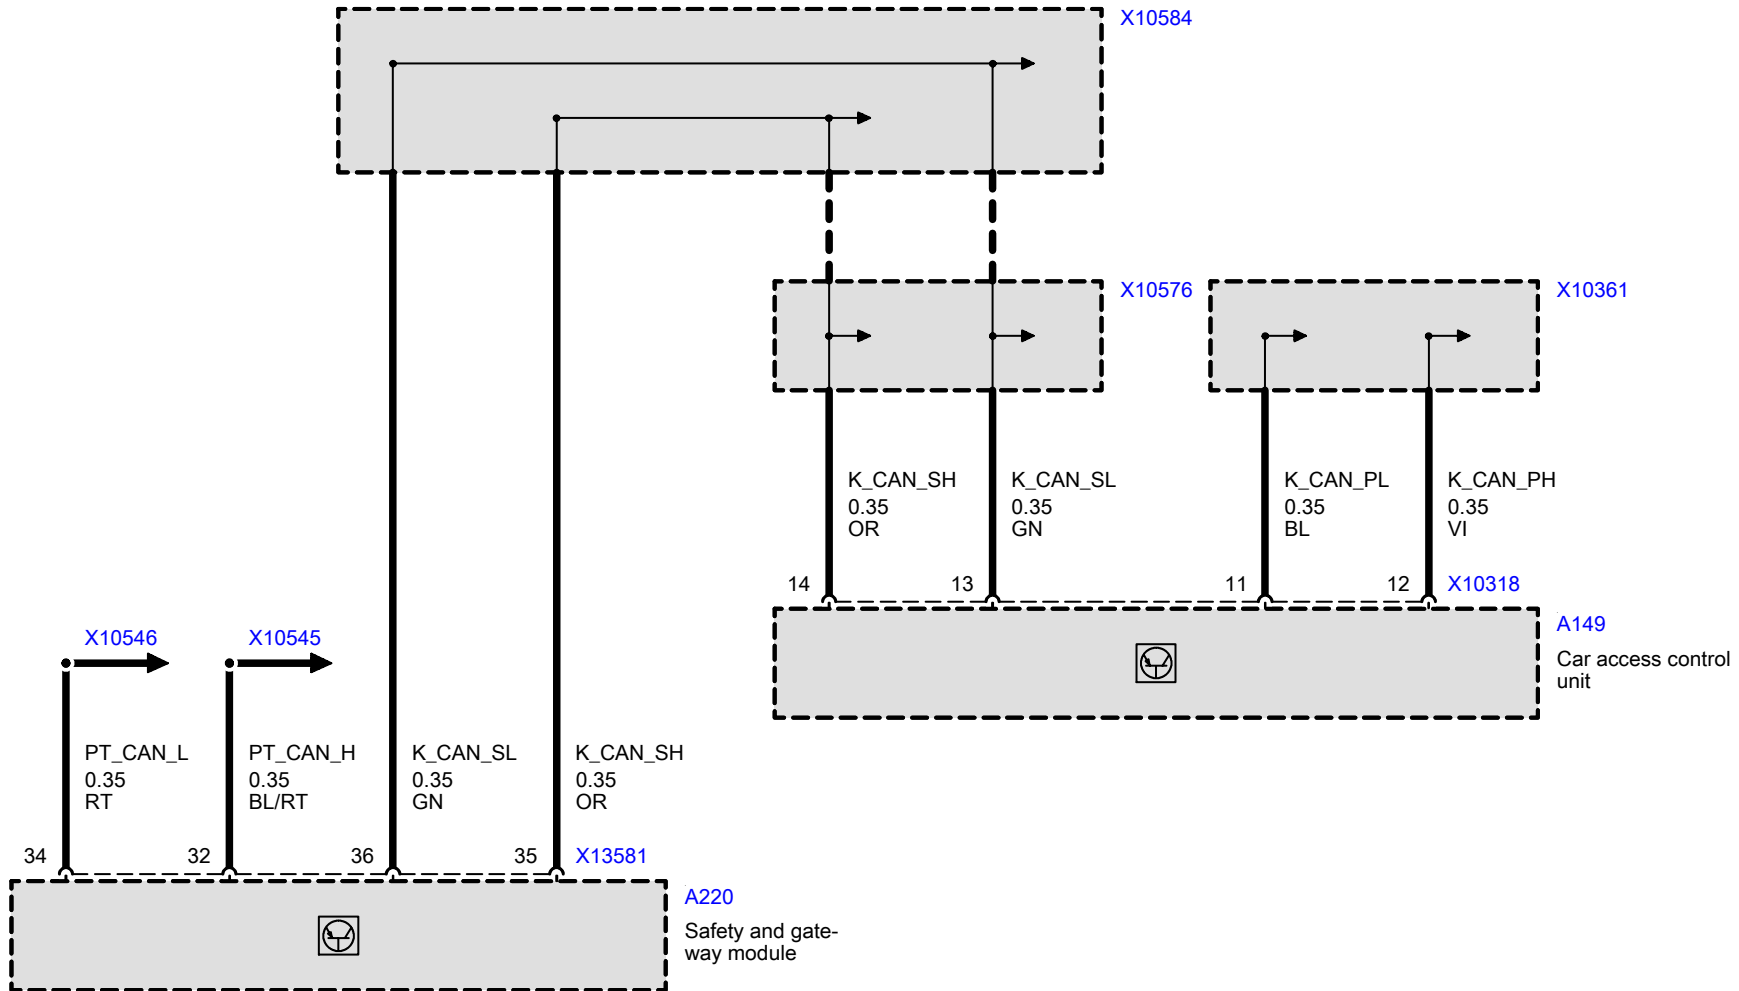 X10584
X10576
X10361
K_CAN_SH
0.35
OR
K_CAN_SL
0.35
GN
K_CAN_PL
0.35
BL
K_CAN_PH
0.35
VI
14
13
11
12
X10318
A149
Car access control
unit
X10546
X10545
PT_CAN_L
0.35
RT
PT_CAN_H
0.35
BL/RT
K_CAN_SL
0.35
GN
K_CAN_SH
0.35
OR
34
32
36
35
X13581
A220
Safety and gate-
way module